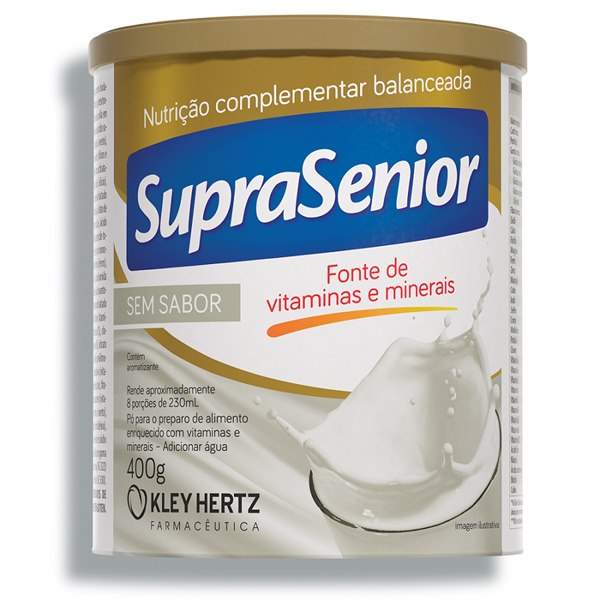 Nutrição complementar balanceada
SupraSenior
Fonte de
vitaminas e minerais
SEM SABOR
Contém
aromatizante
Rende aproximadamente
8 porções de 230mL
Pó para o preparo de alimento
enriquecido com vitaminas e
minerais – Adicionar água
400g
KLEY HERTZ
FARMACÊUTICA
imagem ilustrativa